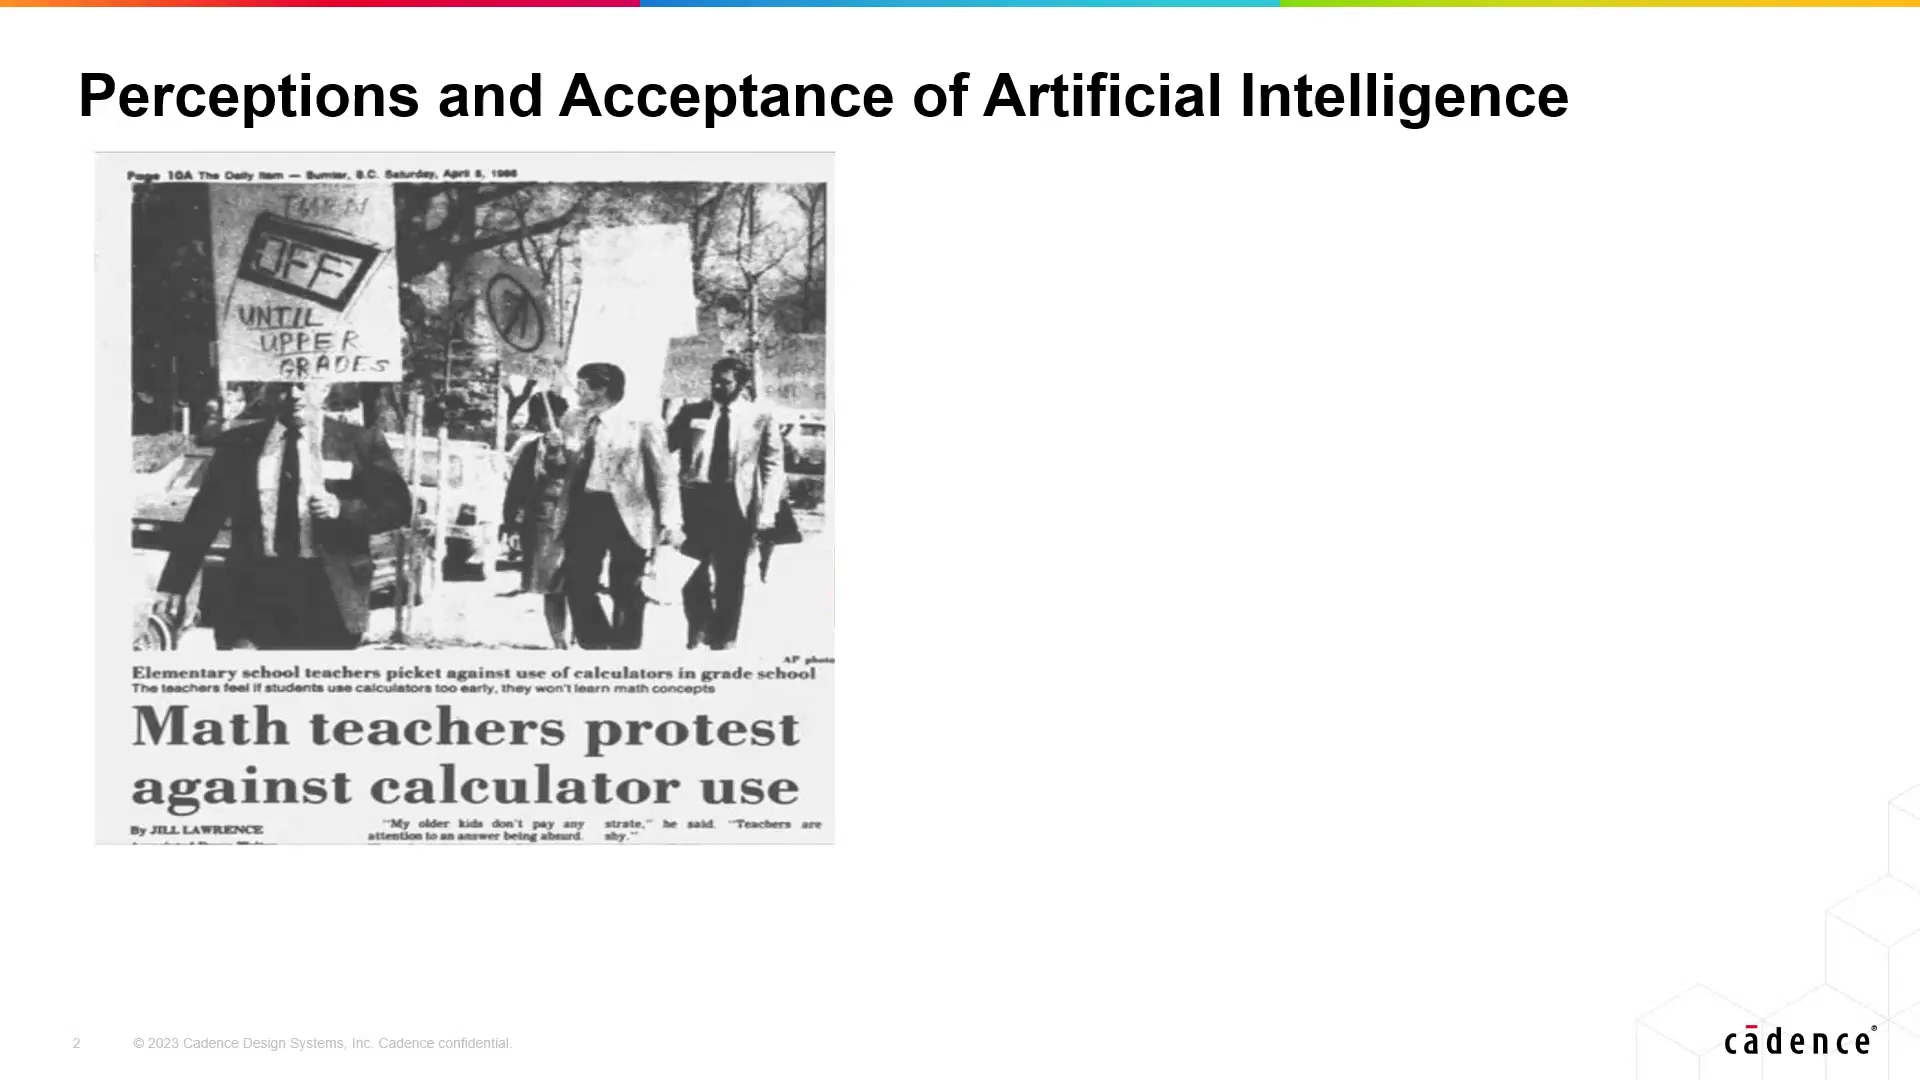 Perceptions and Acceptance of Artificial Intelligence
Page 10A The Daily Item — Sumter, S.C. Saturday, April 5, 1986
TURN
OFF
UNTIL
UPPER
GRADES
AP photo
Elementary school teachers picket against use of calculators in grade school
The teachers feel if students use calculators too early, they won't learn math concepts
Math teachers protest
against calculator use
By JILL LAWRENCE
"My older kids don't pay any
attention to an answer being absurd.
strate," he said. "Teachers are
shy."
2
© 2023 Cadence Design Systems, Inc. Cadence confidential.
cādence®